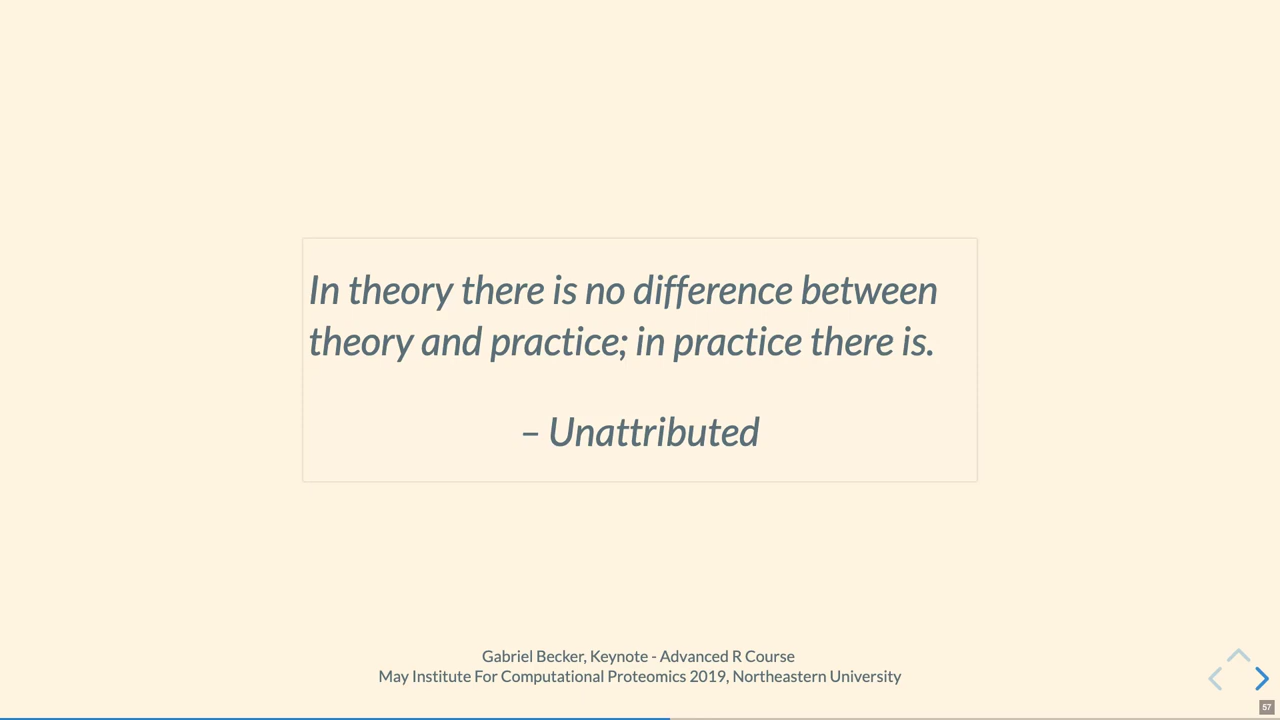 In theory there is no difference between
theory and practice; in practice there is.
– Unattributed
Gabriel Becker, Keynote - Advanced R Course
May Institute For Computational Proteomics 2019, Northeastern University
57